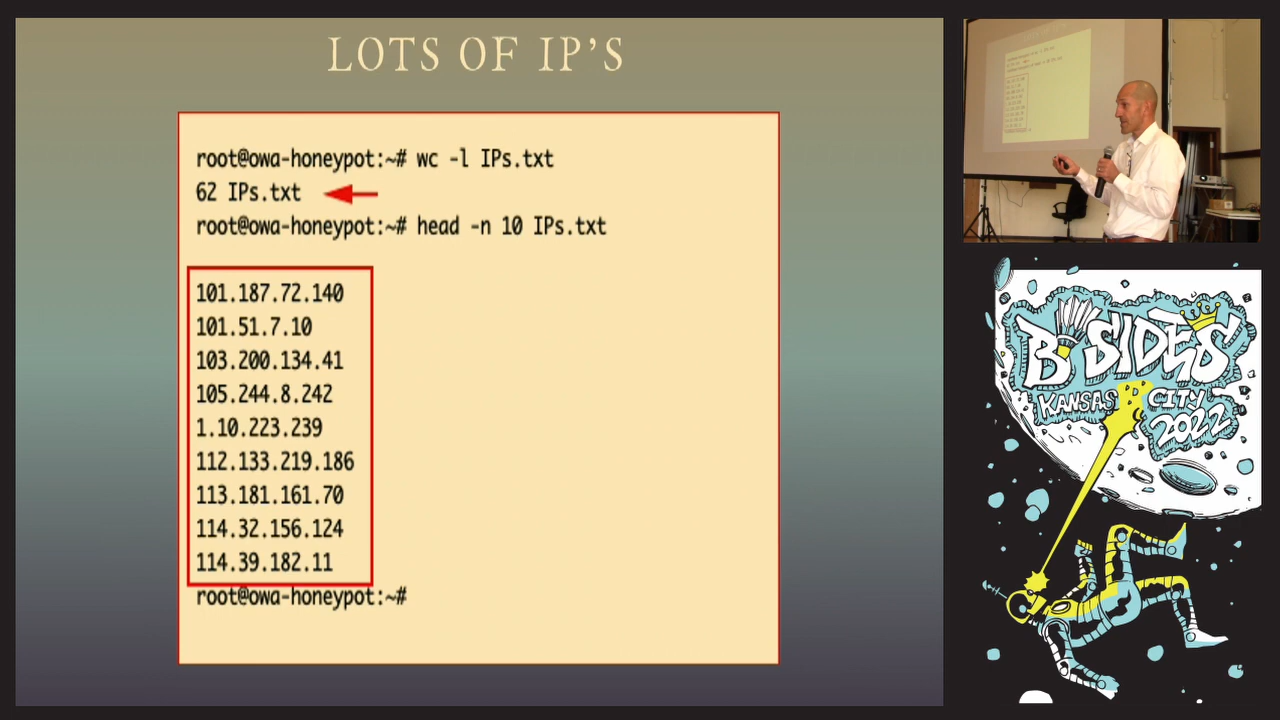 LOTS OF IP'S
root@owa-honeypot:~# wc -l IPs.txt
62 IPs.txt
root@owa-honeypot:~# head -n 10 IPs.txt
101.187.72.140
101.51.7.10
103.200.134.41
105.244.8.242
1.10.223.239
112.133.219.186
113.181.161.70
114.32.156.124
114.39.182.11
root@owa-honeypot:~#
BSIDES
KANSAS CITY
2022